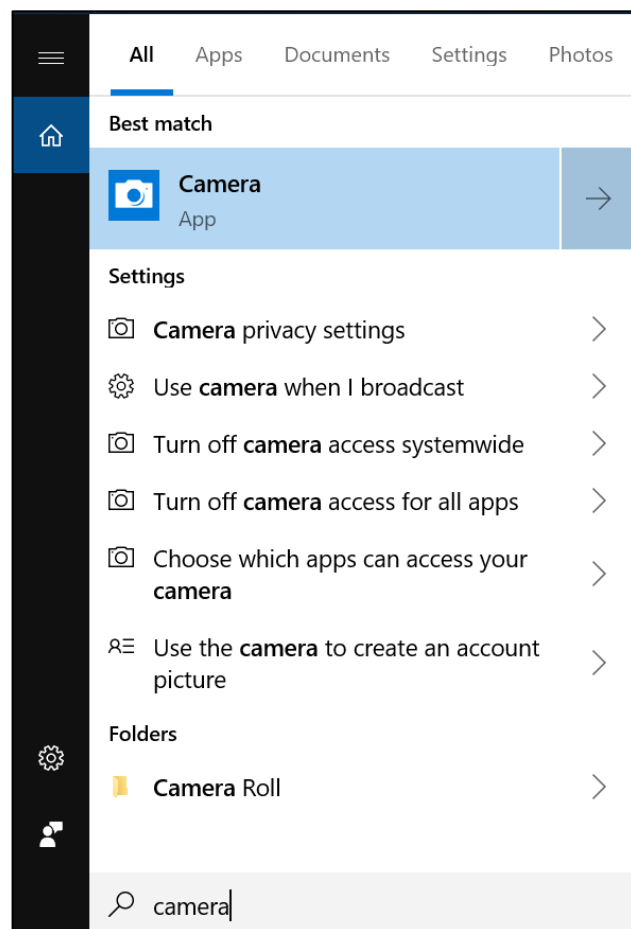 All Apps Documents Settings Photos
Best match
Camera
App
Settings
Camera privacy settings
Use camera when I broadcast
Turn off camera access systemwide
Turn off camera access for all apps
Choose which apps can access your
camera
Use the camera to create an account
picture
Folders
Camera Roll
camera